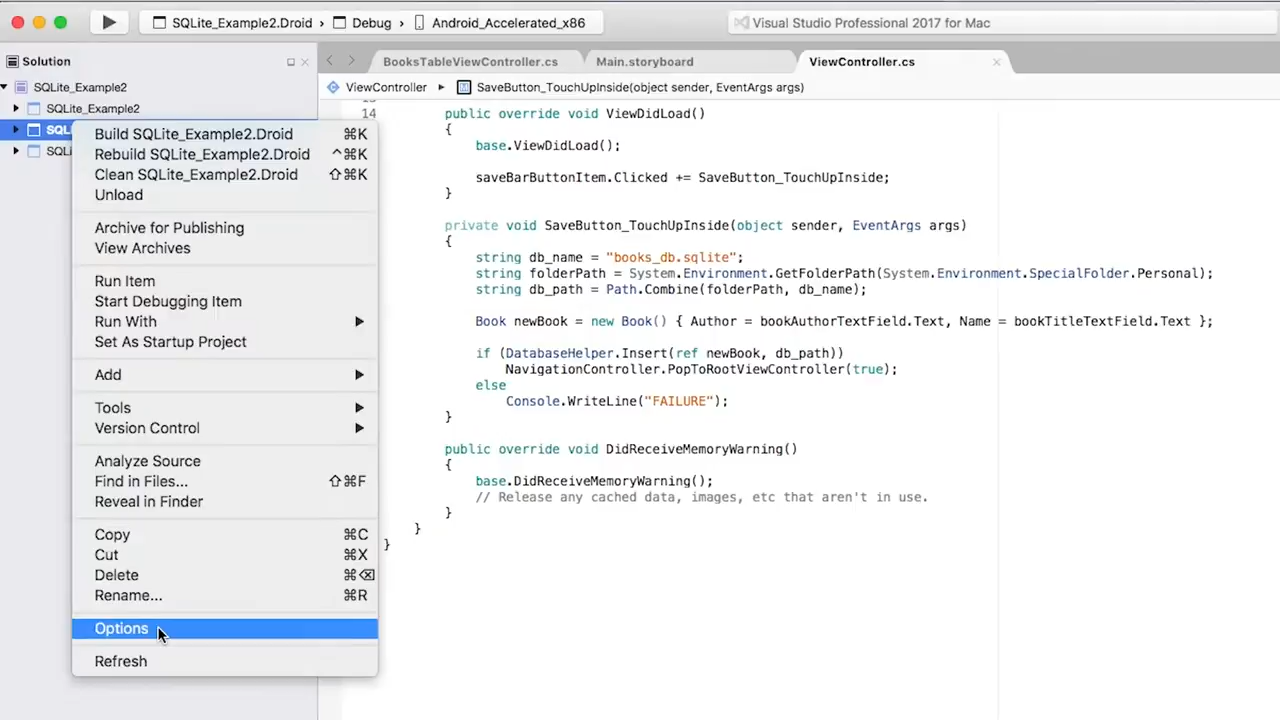 SQLite_Example2.Droid › Debug › Android_Accelerated_x86
Visual Studio Professional 2017 for Mac
Solution
SQLite_Example2
SQLite_Example2
SQL
SQLi
Build SQLite_Example2.Droid ⌘K
Rebuild SQLite_Example2.Droid ^⌘K
Clean SQLite_Example2.Droid ⇧⌘K
Unload
Archive for Publishing
View Archives
Run Item
Start Debugging Item
Run With
Set As Startup Project
Add
Tools
Version Control
Analyze Source
Find in Files... ⇧⌘F
Reveal in Finder
Copy ⌘C
Cut ⌘X
Delete ⌘⌫
Rename... ⌘R
Options
Refresh
BooksTableViewController.cs Main.storyboard ViewController.cs
ViewController ▸ SaveButton_TouchUpInside(object sender, EventArgs args)
14 public override void ViewDidLoad()
{
base.ViewDidLoad();
saveBarButtonItem.Clicked += SaveButton_TouchUpInside;
}
private void SaveButton_TouchUpInside(object sender, EventArgs args)
{
string db_name = "books_db.sqlite";
string folderPath = System.Environment.GetFolderPath(System.Environment.SpecialFolder.Personal);
string db_path = Path.Combine(folderPath, db_name);
Book newBook = new Book() { Author = bookAuthorTextField.Text, Name = bookTitleTextField.Text };
if (DatabaseHelper.Insert(ref newBook, db_path))
NavigationController.PopToRootViewController(true);
else
Console.WriteLine("FAILURE");
}
public override void DidReceiveMemoryWarning()
{
base.DidReceiveMemoryWarning();
// Release any cached data, images, etc that aren't in use.
}
}
}